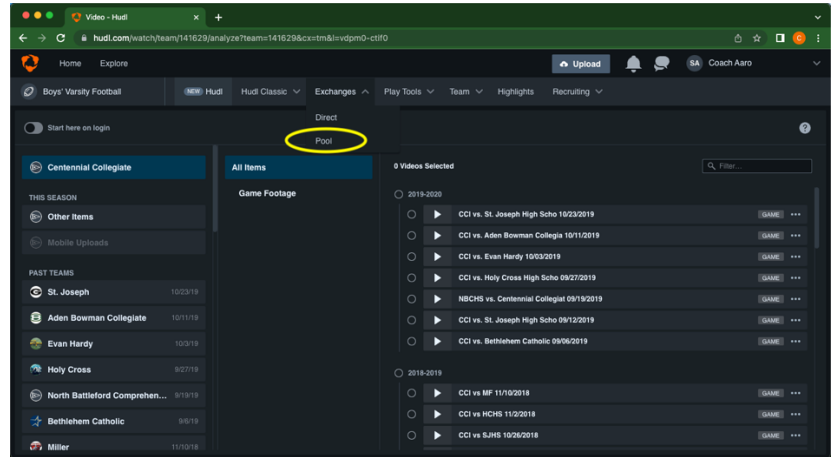 Video - Hudl
hudl.com/watch/team/141629/analyze?team=141629&cx=tm&l=vdpm0-ctlf0
Home Explore Upload SA Coach Aaro
Boys' Varsity Football NEW Hudl Hudl Classic Exchanges Play Tools Team Highlights Recruiting
Direct
Start here on login
Pool
Centennial Collegiate
All Items
0 Videos Selected
Filter...
THIS SEASON
Game Footage
2019-2020
Other Items
CCI vs. St. Joseph High Scho 10/23/2019 GAME
Mobile Uploads
CCI vs. Aden Bowman Collegia 10/11/2019 GAME
CCI vs. Evan Hardy 10/03/2019 GAME
PAST TEAMS
CCI vs. Holy Cross High Scho 09/27/2019 GAME
St. Joseph 10/23/19
NBCHS vs. Centennial Collegiat 09/19/2019 GAME
Aden Bowman Collegiate 10/11/19
CCI vs. St. Joseph High Scho 09/12/2019 GAME
Evan Hardy 10/3/19
CCI vs. Bethlehem Catholic 09/06/2019 GAME
Holy Cross 9/27/19
2018-2019
North Battleford Comprehen... 9/19/19
CCI vs MF 11/10/2018 GAME
Bethlehem Catholic 9/6/19
CCI vs HCHS 11/2/2018 GAME
CCI vs SJHS 10/26/2018 GAME
Miller 11/10/18